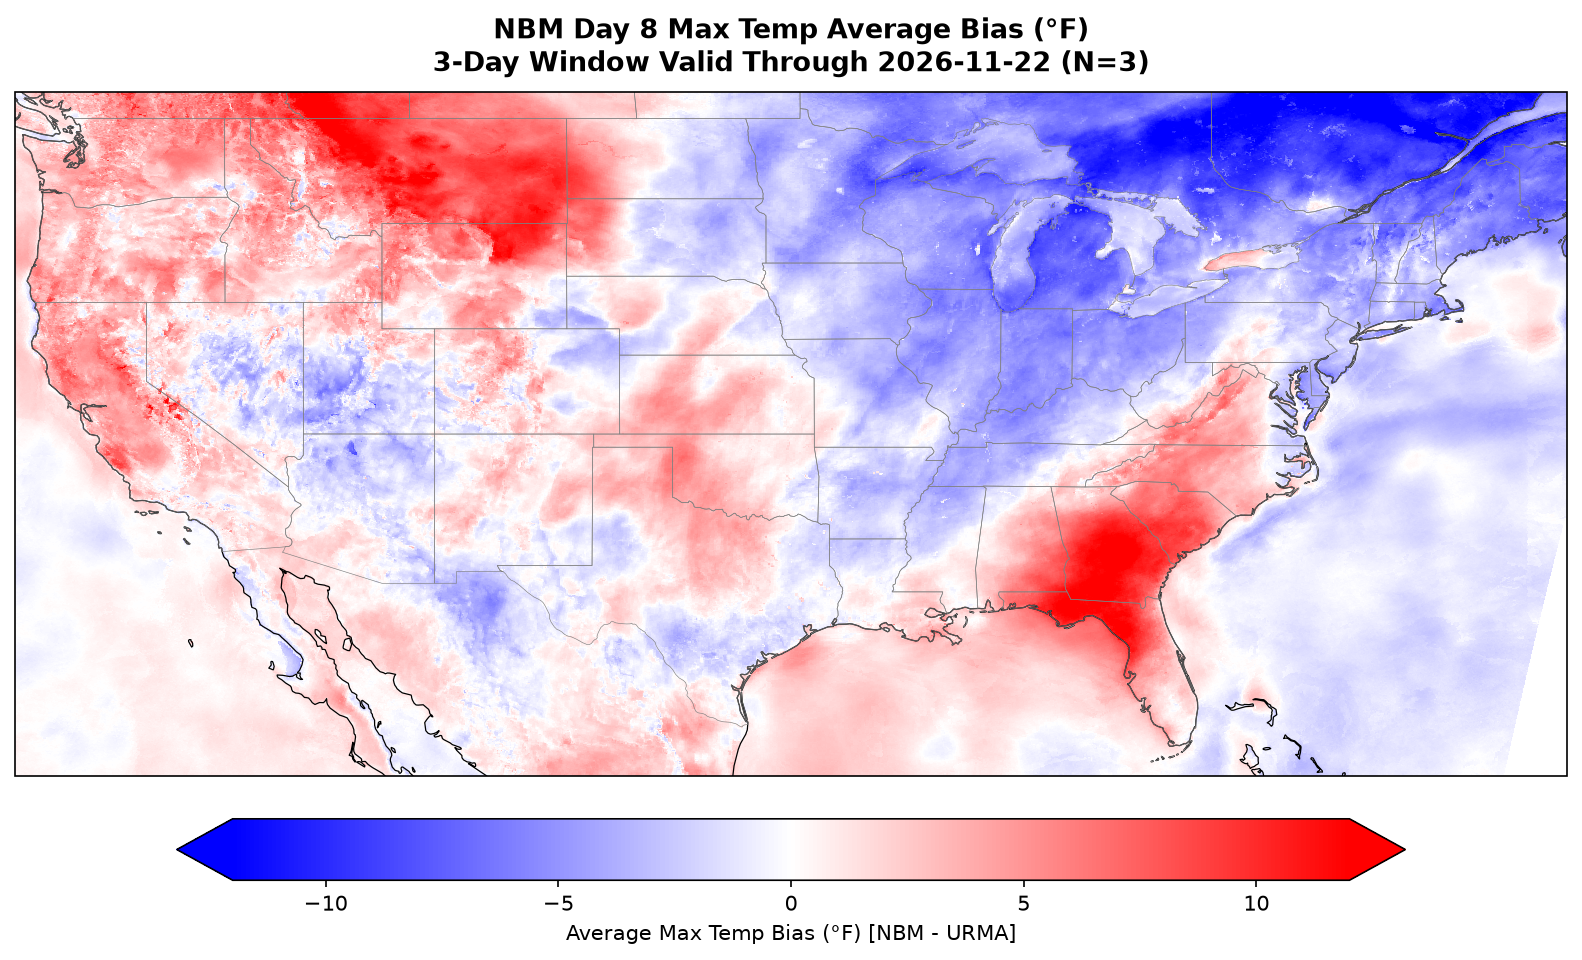 NBM Day 8 Max Temp Average Bias (°F)
3-Day Window Valid Through 2026-11-22 (N=3)
−10 −5 0 5 10
Average Max Temp Bias (°F) [NBM - URMA]